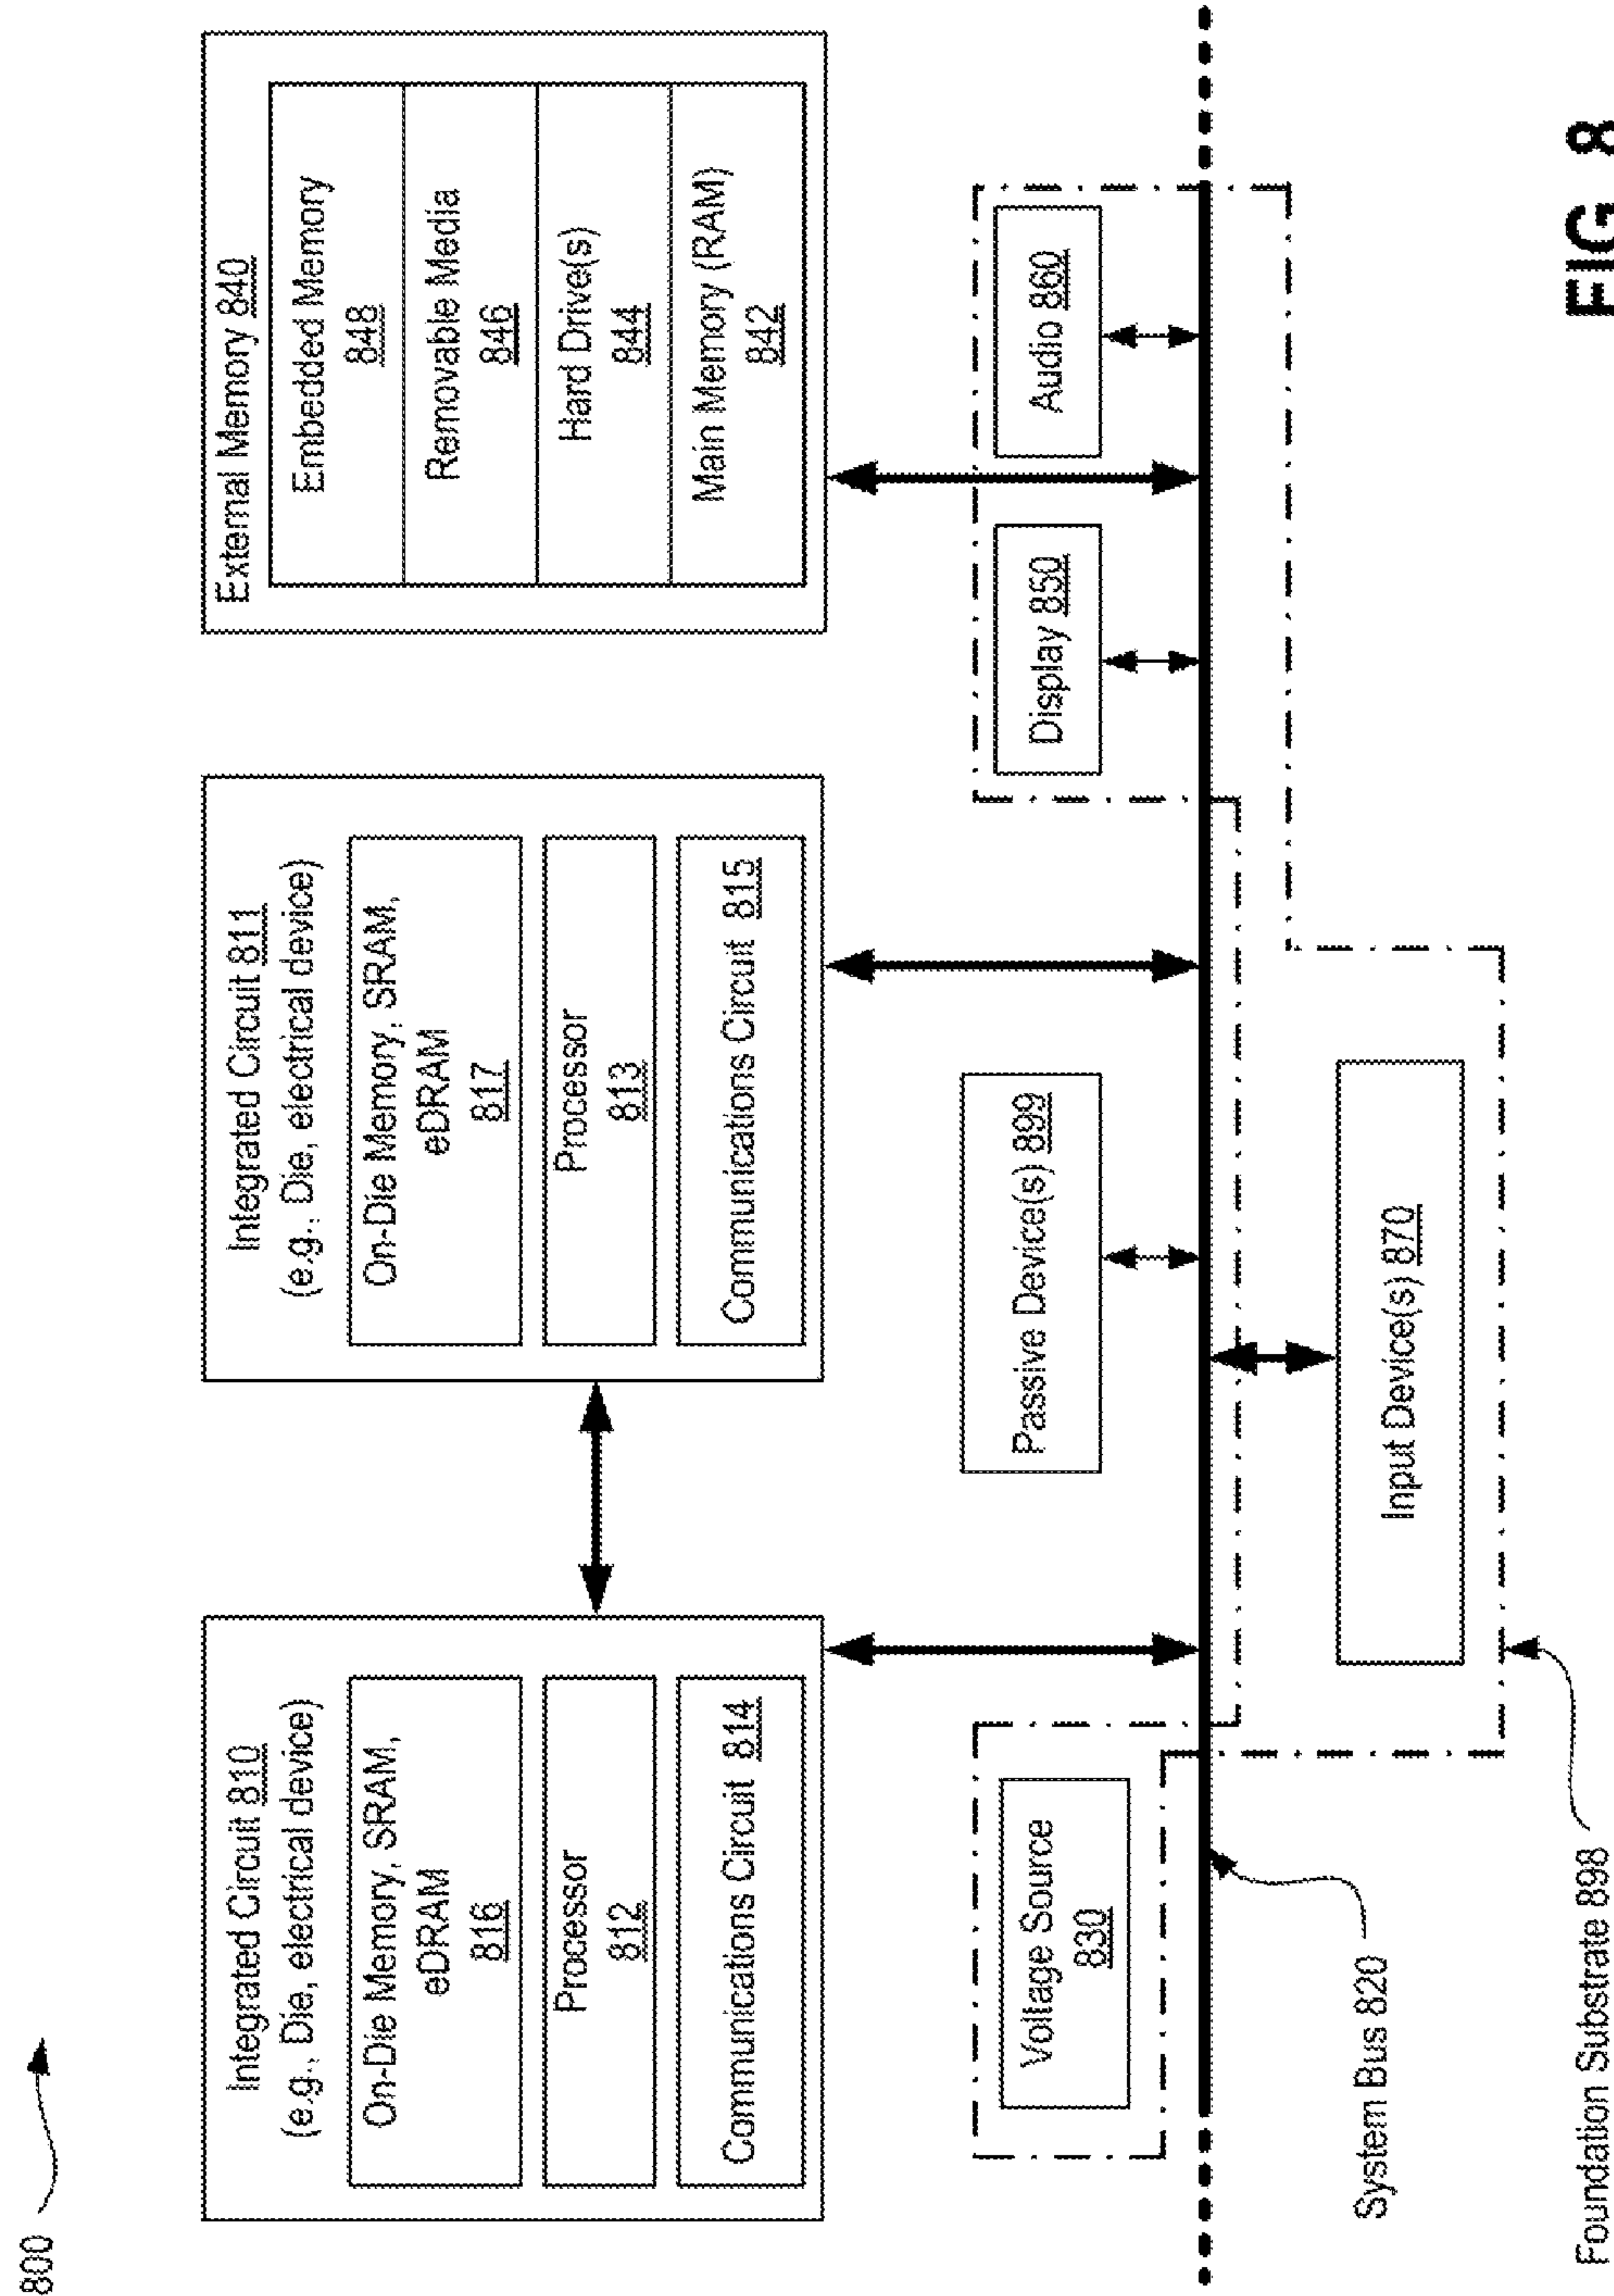 800
Integrated Circuit 810
(e.g., Die, electrical device)
On-Die Memory, SRAM,
eDRAM
816
Processor
812
Communications Circuit 814
Integrated Circuit 811
(e.g., Die, electrical device)
On-Die Memory, SRAM,
eDRAM
817
Processor
813
Communications Circuit 815
External Memory 840
Embedded Memory
848
Removable Media
846
Hard Drive(s)
844
Main Memory (RAM)
842
Voltage Source
830
Passive Device(s) 899
Display 850
Audio 860
Input Device(s) 870
System Bus 820
Foundation Substrate 898
FIG. 8